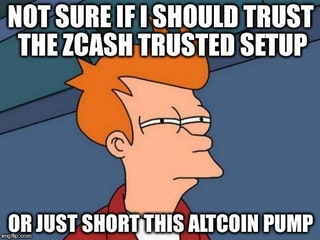 NOT SURE IF I SHOULD TRUST
THE ZCASH TRUSTED SETUP
OR JUST SHORT THIS ALTCOIN PUMP
imgflip.com